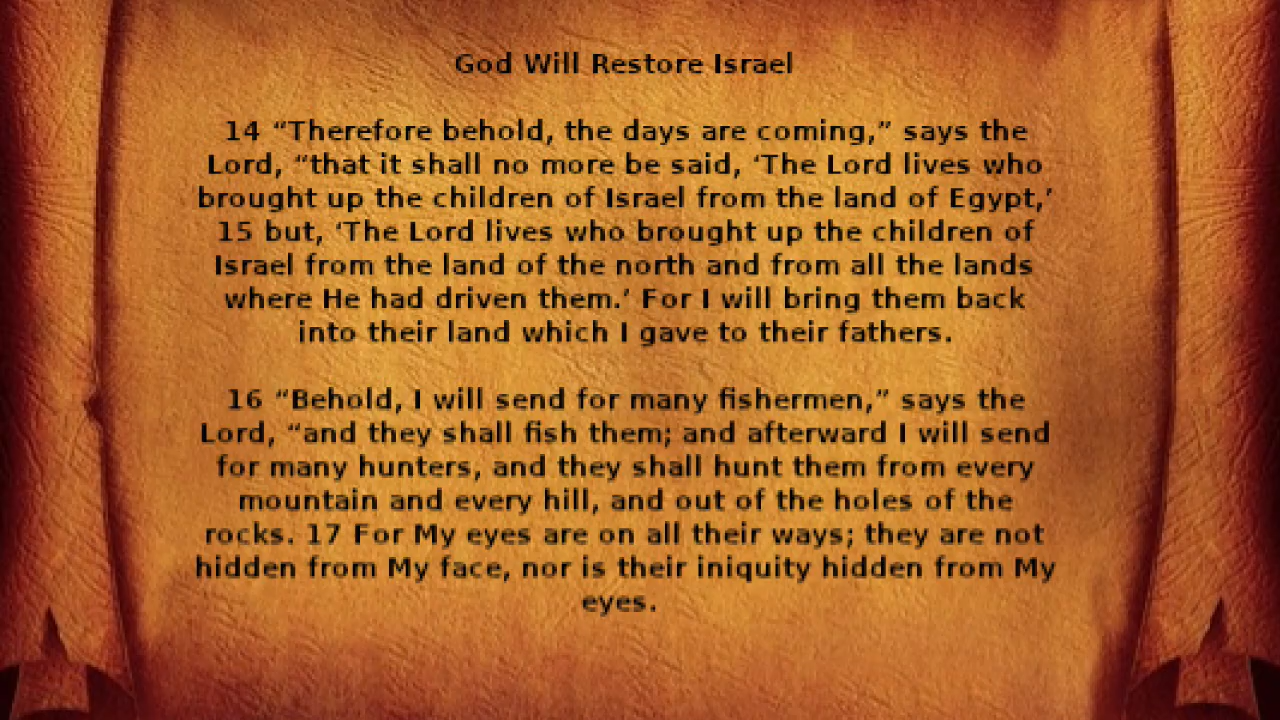 God Will Restore Israel
14 “Therefore behold, the days are coming,” says the
Lord, “that it shall no more be said, ‘The Lord lives who
brought up the children of Israel from the land of Egypt,’
15 but, ‘The Lord lives who brought up the children of
Israel from the land of the north and from all the lands
where He had driven them.’ For I will bring them back
into their land which I gave to their fathers.
16 “Behold, I will send for many fishermen,” says the
Lord, “and they shall fish them; and afterward I will send
for many hunters, and they shall hunt them from every
mountain and every hill, and out of the holes of the
rocks. 17 For My eyes are on all their ways; they are not
hidden from My face, nor is their iniquity hidden from My
eyes.